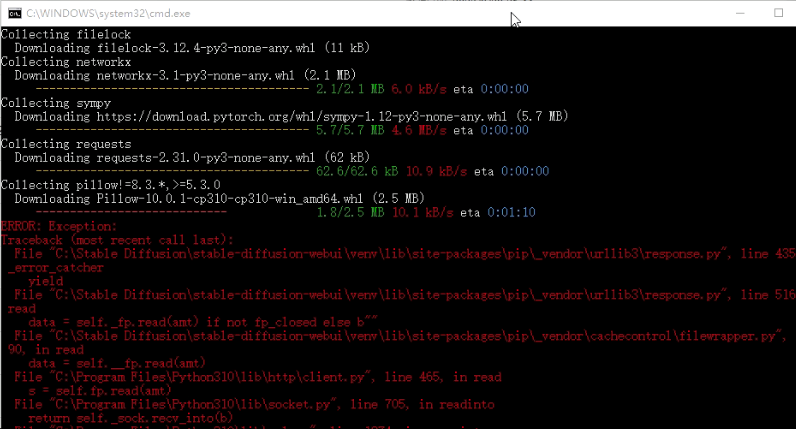 C:\WINDOWS\system32\cmd.exe
Collecting filelock
Downloading filelock-3.12.4-py3-none-any.whl (11 kB)
Collecting networkx
Downloading networkx-3.1-py3-none-any.whl (2.1 MB)
---------------------------------------- 2.1/2.1 MB 6.0 kB/s eta 0:00:00
Collecting sympy
Downloading https://download.pytorch.org/whl/sympy-1.12-py3-none-any.whl (5.7 MB)
---------------------------------------- 5.7/5.7 MB 4.6 MB/s eta 0:00:00
Collecting requests
Downloading requests-2.31.0-py3-none-any.whl (62 kB)
---------------------------------------- 62.6/62.6 kB 10.9 kB/s eta 0:00:00
Collecting pillow!=8.3.*,>=5.3.0
Downloading Pillow-10.0.1-cp310-cp310-win_amd64.whl (2.5 MB)
---------------------------- 1.8/2.5 MB 10.1 kB/s eta 0:01:10
ERROR: Exception:
Traceback (most recent call last):
File "C:\Stable Diffusion\stable-diffusion-webui\venv\lib\site-packages\pip\_vendor\urllib3\response.py", line 435
_error_catcher
yield
File "C:\Stable Diffusion\stable-diffusion-webui\venv\lib\site-packages\pip\_vendor\urllib3\response.py", line 516
read
data = self._fp.read(amt) if not fp_closed else b""
File "C:\Stable Diffusion\stable-diffusion-webui\venv\lib\site-packages\pip\_vendor\cachecontrol\filewrapper.py",
90, in read
data = self.__fp.read(amt)
File "C:\Program Files\Python310\lib\http\client.py", line 465, in read
s = self.fp.read(amt)
File "C:\Program Files\Python310\lib\socket.py", line 705, in readinto
return self._sock.recv_into(b)